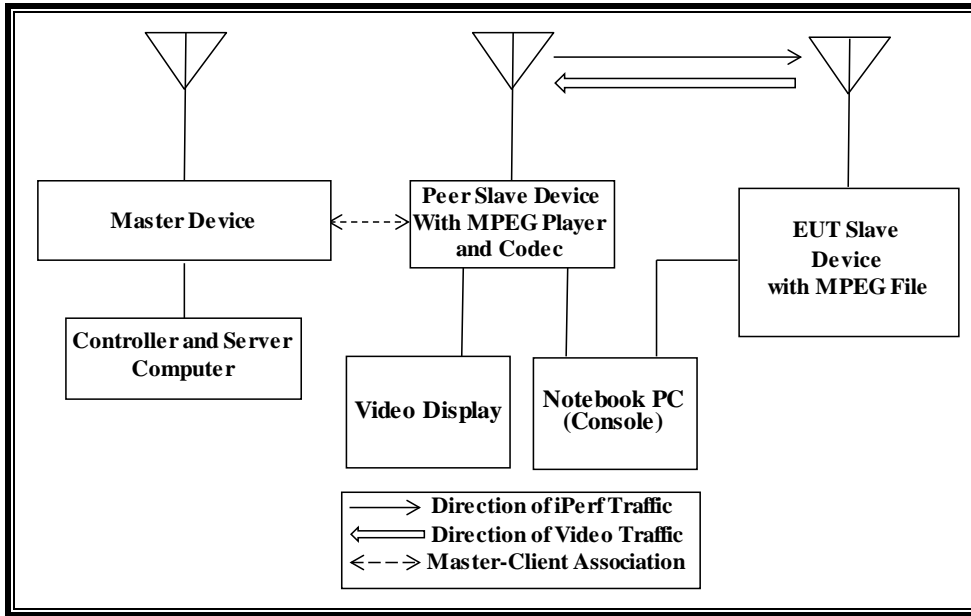 Master Device
Peer Slave Device
With MPEG Player
and Codec
EUT Slave
Device
with MPEG File
Controller and Server
Computer
Video Display
Notebook PC
(Console)
Direction of iPerf Traffic
Direction of Video Traffic
Master-Client Association